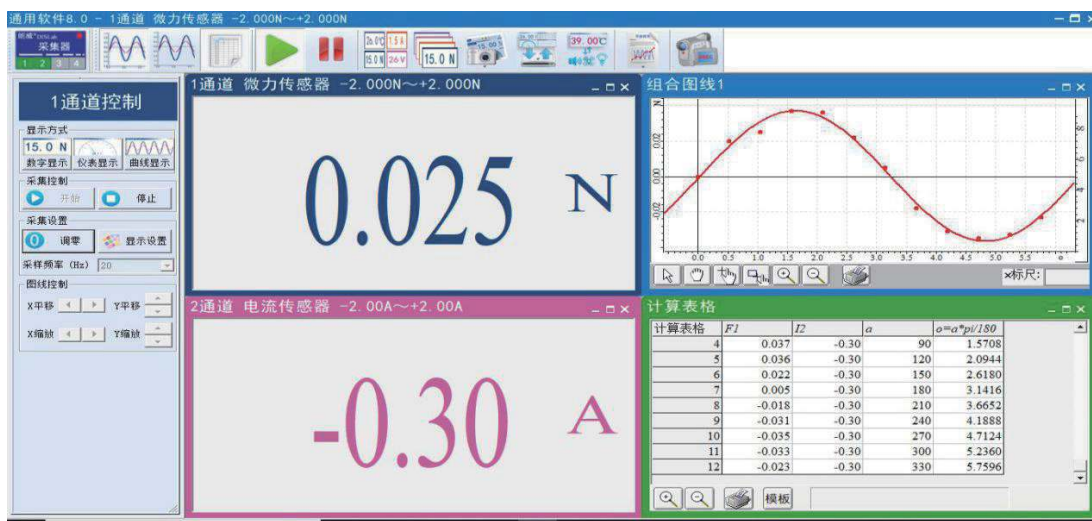 通用软件8.0 - 1通道 微力传感器 -2.000N～+2.000N
采集器
1 2 3 4
2n.0℃ 1.5A
15.0N 26V
15.0 N
39.00℃
1通道控制
显示方式
15.0 N
数字显示 仪表显示 曲线显示
采集控制
开始 停止
采集设置
调零 显示设置
采样频率 (Hz) 20
图线控制
X平移 Y平移
X缩放 Y缩放
1通道 微力传感器 -2.000N～+2.000N
0.025 N
2通道 电流传感器 -2.00A～+2.00A
-0.30 A
组合图线1
N
0.02
0.00
-0.02
8
6
4
2
0.0 0.5 1.0 1.5 2.0 2.5 3.0 3.5 4.0 4.5 5.0 5.5 o
x标尺:
计算表格
计算表格 F1 I2 a o=a*pi/180
4 0.037 -0.30 90 1.5708
5 0.036 -0.30 120 2.0944
6 0.022 -0.30 150 2.6180
7 0.005 -0.30 180 3.1416
8 -0.018 -0.30 210 3.6652
9 -0.031 -0.30 240 4.1888
10 -0.035 -0.30 270 4.7124
11 -0.033 -0.30 300 5.2360
12 -0.023 -0.30 330 5.7596
模板